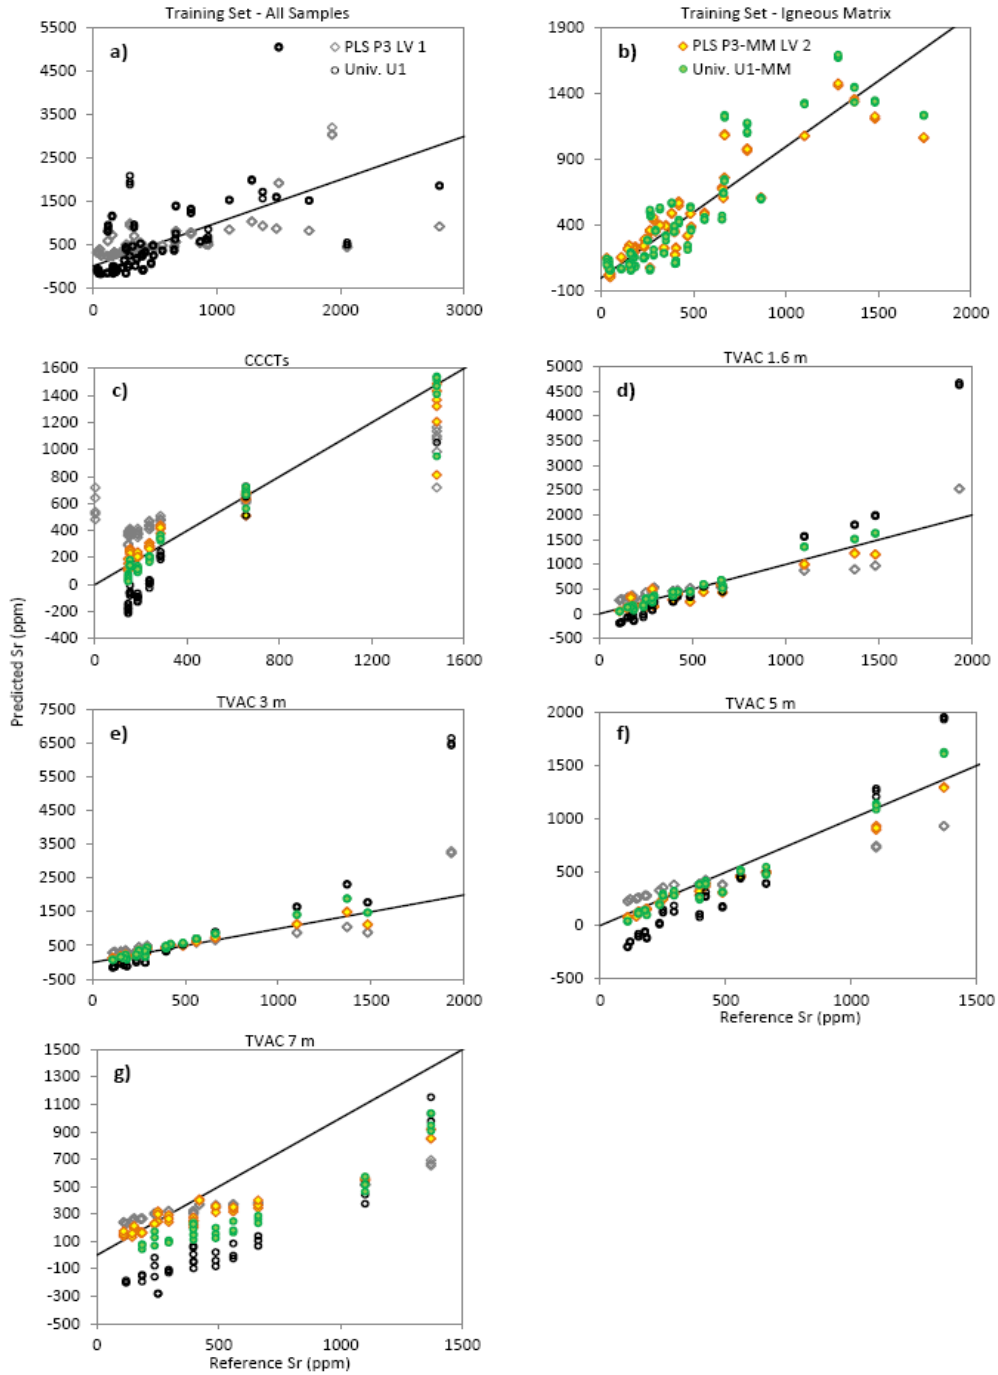 Training Set - All Samples
a)
PLS P3 LV 1
Univ. U1
5500
4500
3500
2500
1500
500
-500
0 1000 2000 3000
Training Set - Igneous Matrix
b)
PLS P3-MM LV 2
Univ. U1-MM
1900
1400
900
400
-100
0 500 1000 1500 2000
CCCTs
c)
1600
1400
1200
1000
800
600
400
200
0
-200
-400
0 400 800 1200 1600
TVAC 1.6 m
d)
5000
4500
4000
3500
3000
2500
2000
1500
1000
500
0
-500
0 500 1000 1500 2000
Predicted Sr (ppm)
TVAC 3 m
e)
7500
6500
5500
4500
3500
2500
1500
500
-500
0 500 1000 1500 2000
TVAC 5 m
f)
2000
1500
1000
500
0
-500
0 500 1000 1500
Reference Sr (ppm)
TVAC 7 m
g)
1500
1300
1100
900
700
500
300
100
-100
-300
-500
0 500 1000 1500
Reference Sr (ppm)